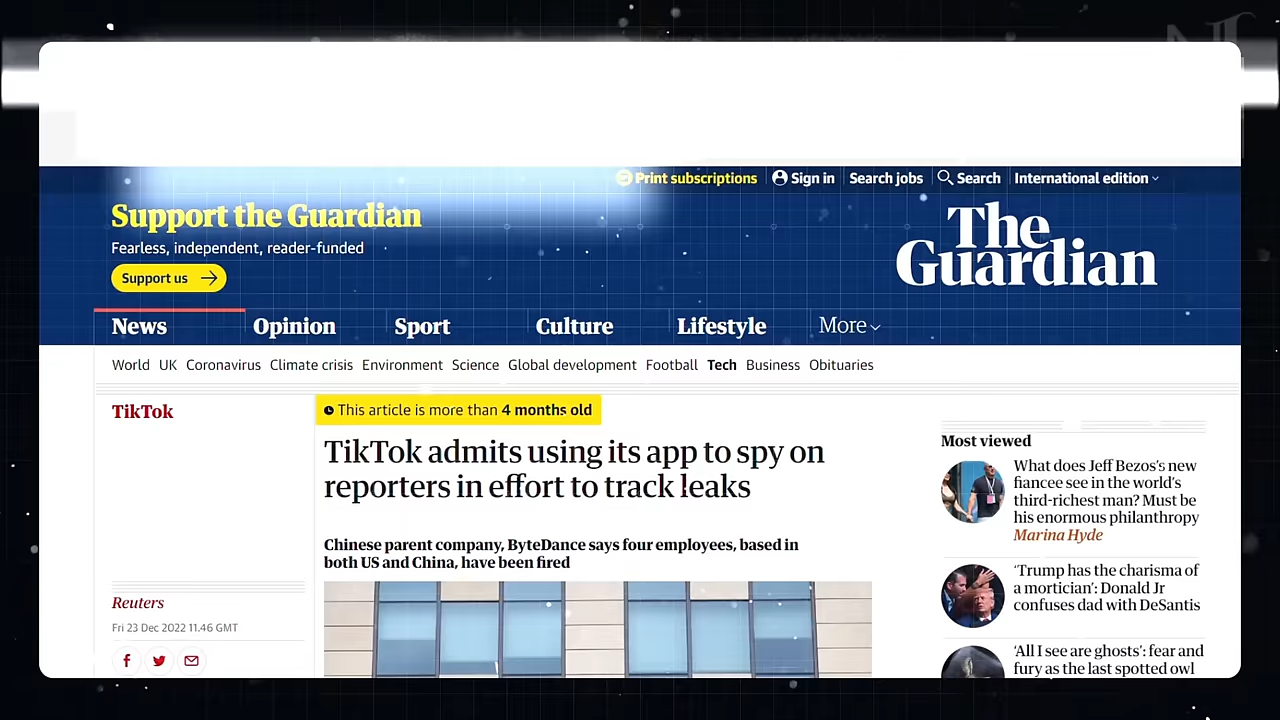 Print subscriptions
Sign in
Search jobs
Search
International edition
Support the Guardian
Fearless, independent, reader-funded
Support us
The
Guardian
News
Opinion
Sport
Culture
Lifestyle
More
World
UK
Coronavirus
Climate crisis
Environment
Science
Global development
Football
Tech
Business
Obituaries
TikTok
This article is more than 4 months old
TikTok admits using its app to spy on
reporters in effort to track leaks
Chinese parent company, ByteDance says four employees, based in
both US and China, have been fired
Reuters
Fri 23 Dec 2022 11.46 GMT
Most viewed
What does Jeff Bezos's new
fiancee see in the world's
third-richest man? Must be
his enormous philanthropy
Marina Hyde
‘Trump has the charisma of
a mortician’: Donald Jr
confuses dad with DeSantis
‘All I see are ghosts’: fear and
fury as the last spotted owl